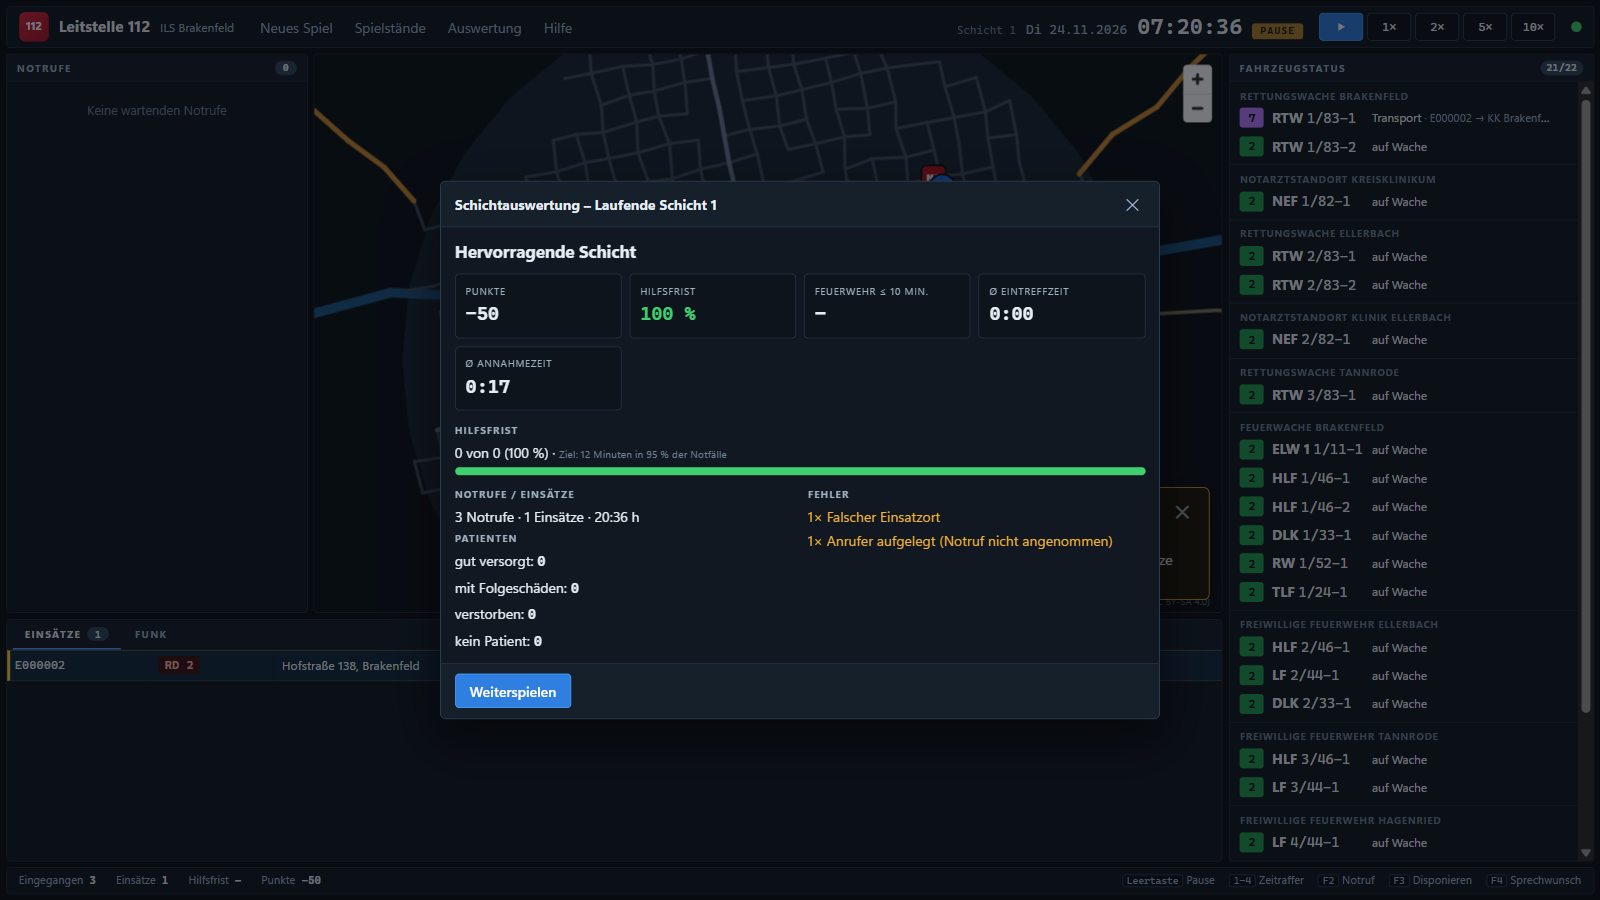 112 Leitstelle 112 ILS Brakenfeld Neues Spiel Spielstände Auswertung Hilfe Schicht 1 Di 24.11.2026 07:20:36 PAUSE 1× 2× 5× 10×
NOTRUFE 0
Keine wartenden Notrufe
Schichtauswertung – Laufende Schicht 1
Hervorragende Schicht
PUNKTE
−50
HILFSFRIST
100 %
FEUERWEHR ≤ 10 MIN.
–
Ø EINTREFFZEIT
0:00
Ø ANNAHMEZEIT
0:17
HILFSFRIST
0 von 0 (100 %) · Ziel: 12 Minuten in 95 % der Notfälle
NOTRUFE / EINSÄTZE
3 Notrufe · 1 Einsätze · 20:36 h
PATIENTEN
gut versorgt: 0
mit Folgeschäden: 0
verstorben: 0
kein Patient: 0
FEHLER
1× Falscher Einsatzort
1× Anrufer aufgelegt (Notruf nicht angenommen)
Weiterspielen
EINSÄTZE 1 FUNK
E000002 RD 2 Hofstraße 138, Brakenfeld
FAHRZEUGSTATUS 21/22
RETTUNGSWACHE BRAKENFELD
7 RTW 1/83–1 Transport · E000002 → KK Brakenf...
2 RTW 1/83–2 auf Wache
NOTARZTSTANDORT KREISKLINIKUM
2 NEF 1/82–1 auf Wache
RETTUNGSWACHE ELLERBACH
2 RTW 2/83–1 auf Wache
2 RTW 2/83–2 auf Wache
NOTARZTSTANDORT KLINIK ELLERBACH
2 NEF 2/82–1 auf Wache
RETTUNGSWACHE TANNRODE
2 RTW 3/83–1 auf Wache
FEUERWACHE BRAKENFELD
2 ELW 1 1/11–1 auf Wache
2 HLF 1/46–1 auf Wache
2 HLF 1/46–2 auf Wache
2 DLK 1/33–1 auf Wache
2 RW 1/52–1 auf Wache
2 TLF 1/24–1 auf Wache
FREIWILLIGE FEUERWEHR ELLERBACH
2 HLF 2/46–1 auf Wache
2 LF 2/44–1 auf Wache
2 DLK 2/33–1 auf Wache
FREIWILLIGE FEUERWEHR TANNRODE
2 HLF 3/46–1 auf Wache
2 LF 3/44–1 auf Wache
FREIWILLIGE FEUERWEHR HAGENRIED
2 LF 4/44–1 auf Wache
Eingegangen 3 Einsätze 1 Hilfsfrist – Punkte −50 Leertaste Pause 1–4 Zeitraffer F2 Notruf F3 Disponieren F4 Sprechwunsch